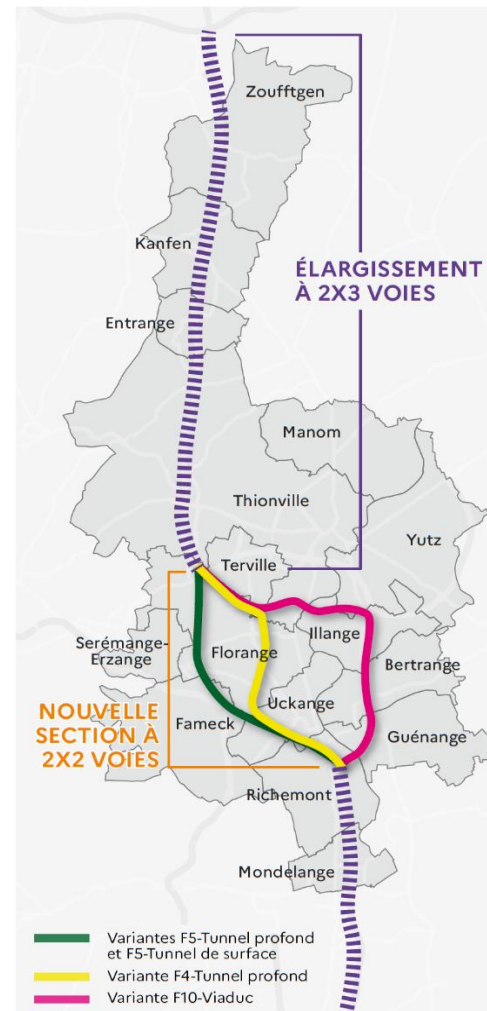 Zoufftgen
Kanfen
ÉLARGISSEMENT
À 2X3 VOIES
Entrange
Manom
Thionville
Yutz
Terville
Illange
Serémange-
Erzange
Florange
Bertrange
Uckange
NOUVELLE
SECTION À
2X2 VOIES
Fameck
Guénange
Richemont
Mondelange
Variantes F5-Tunnel profond
et F5-Tunnel de surface
Variante F4-Tunnel profond
Variante F10-Viaduc